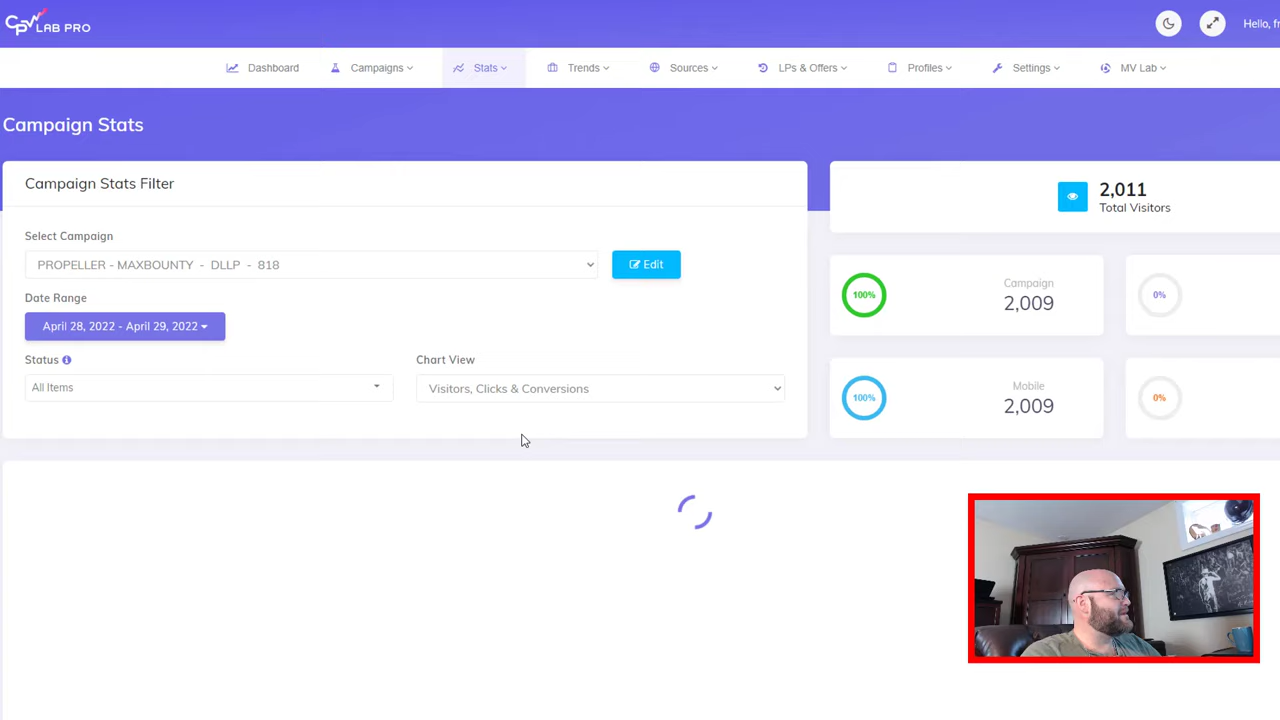 CPV LAB PRO
Hello, fr
Dashboard Campaigns Stats Trends Sources LPs & Offers Profiles Settings MV Lab
Campaign Stats
Campaign Stats Filter
Select Campaign
PROPELLER - MAXBOUNTY - DLLP - 818
Edit
Date Range
April 28, 2022 - April 29, 2022
Status
Chart View
All Items
Visitors, Clicks & Conversions
2,011
Total Visitors
100%
Campaign
2,009
0%
100%
Mobile
2,009
0%